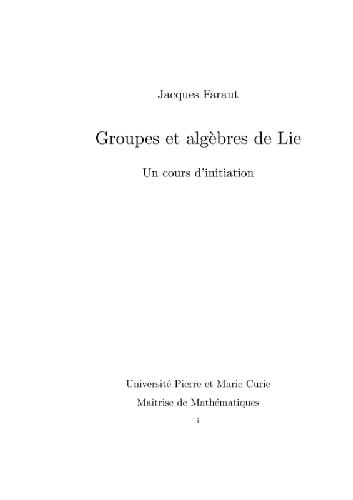 Jacques Faraut
Groupes et algèbres de Lie
Un cours d'initiation
Université Pierre et Marie Curie
Maîtrise de Mathématiques
i